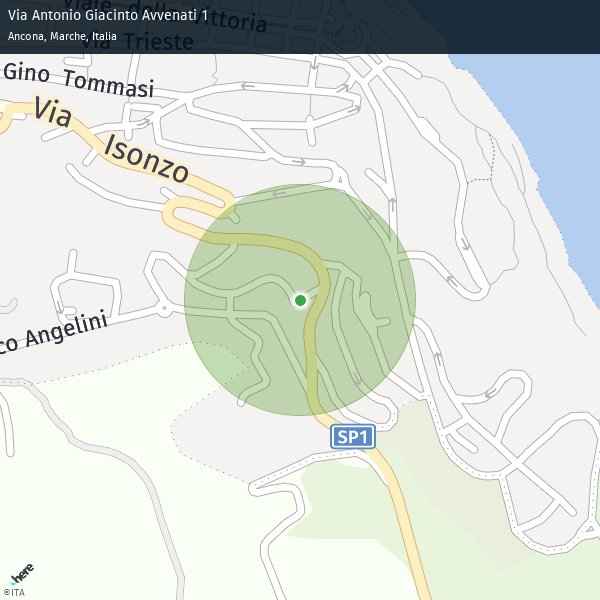 Via Antonio Giacinto Avvenati 1
Ancona, Marche, Italia
Viale della Vittoria
Via Trieste
Gino Tommasi
Via Isonzo
co Angelini
SP1
here
©ITA